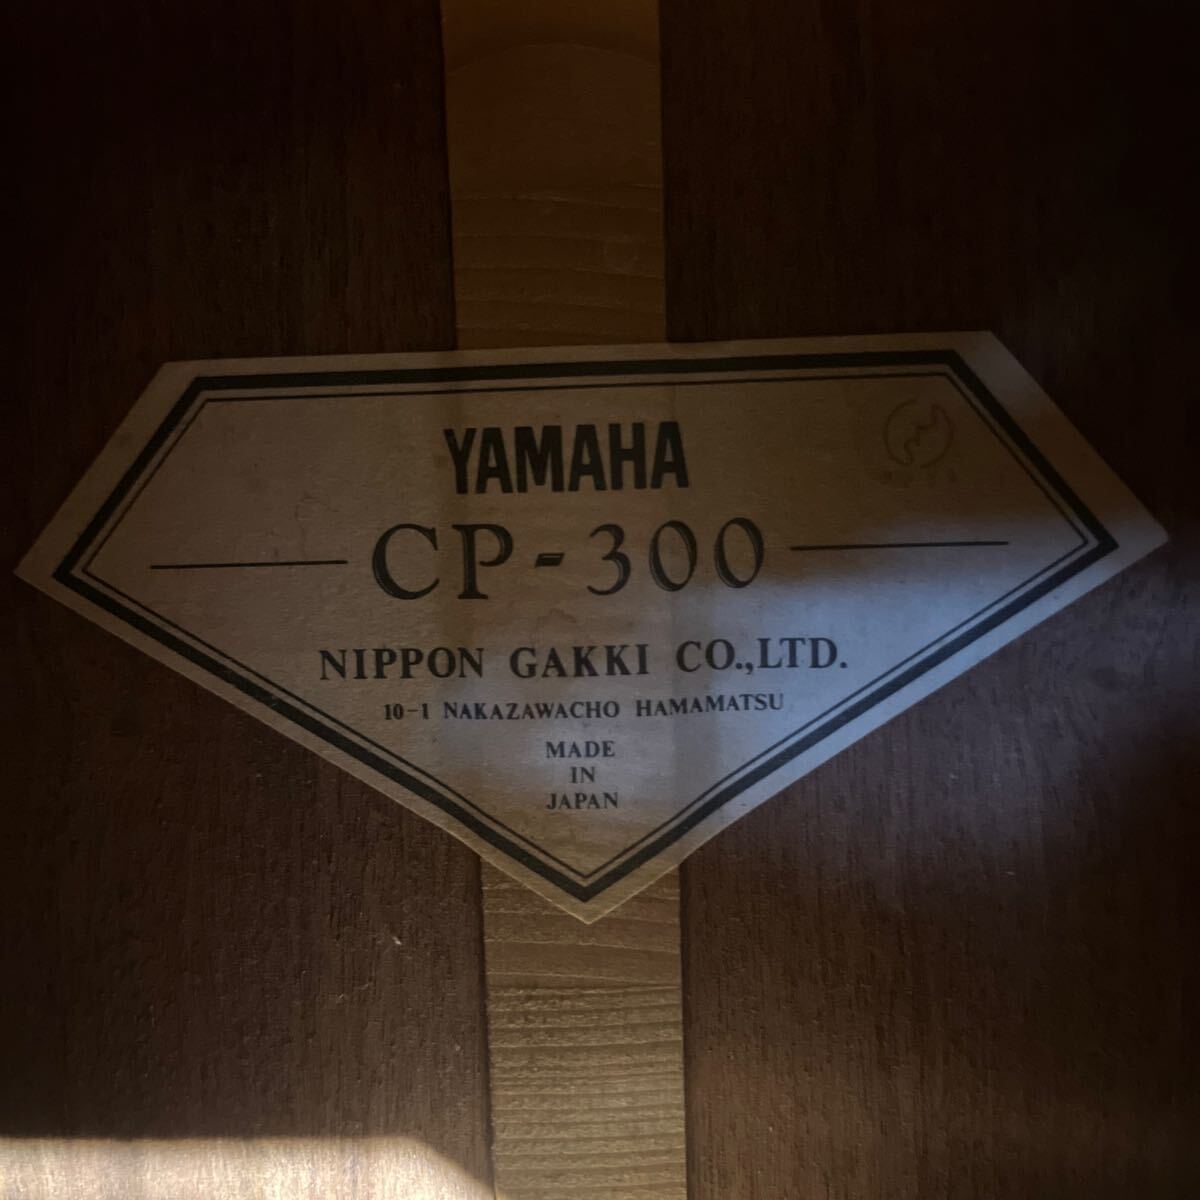 YAMAHA
CP-300
NIPPON GAKKI CO.,LTD.
10-1 NAKAZAWACHO HAMAMATSU
MADE
IN
JAPAN